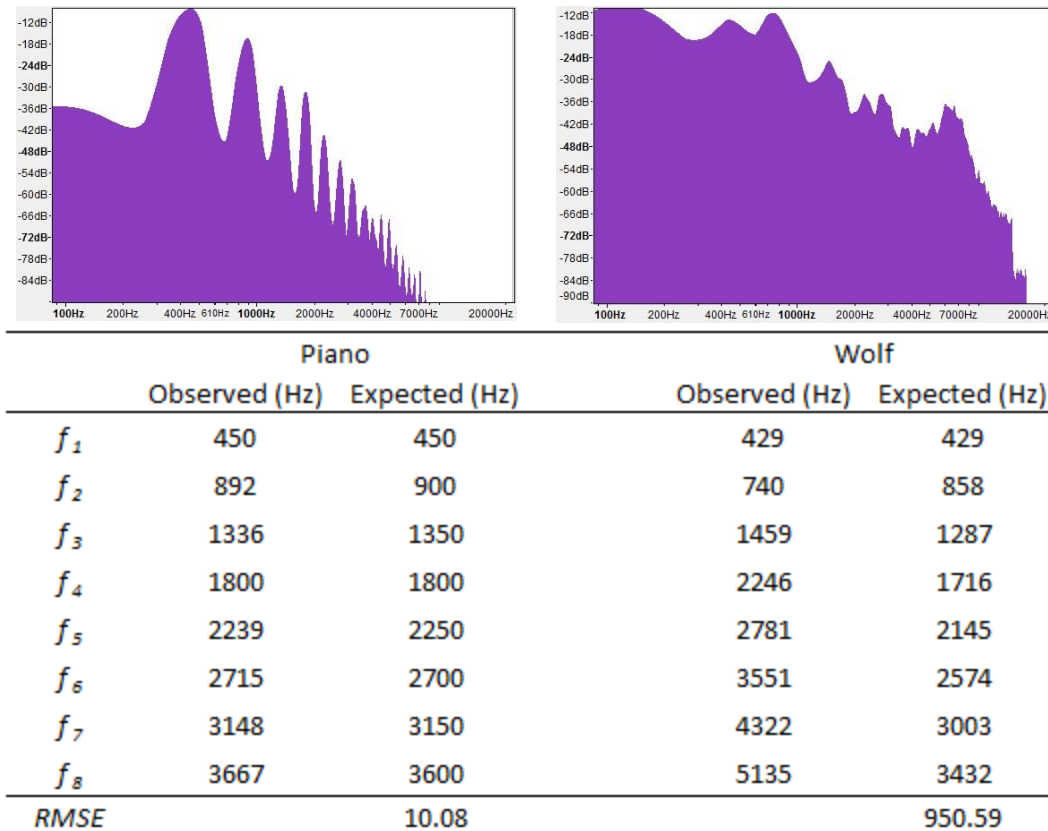 -12dB
-18dB
-24dB
-30dB
-36dB
-42dB
-48dB
-54dB
-60dB
-66dB
-72dB
-78dB
-84dB
100Hz 200Hz 400Hz 610Hz 1000Hz 2000Hz 4000Hz 7000Hz 20000Hz
-12dB
-18dB
-24dB
-30dB
-36dB
-42dB
-48dB
-54dB
-60dB
-66dB
-72dB
-78dB
-84dB
-90dB
100Hz 200Hz 400Hz 610Hz 1000Hz 2000Hz 4000Hz 7000Hz 20000Hz
Piano Wolf
Observed (Hz) Expected (Hz) Observed (Hz) Expected (Hz)
f1 450 450 429 429
f2 892 900 740 858
f3 1336 1350 1459 1287
f4 1800 1800 2246 1716
f5 2239 2250 2781 2145
f6 2715 2700 3551 2574
f7 3148 3150 4322 3003
f8 3667 3600 5135 3432
RMSE 10.08 950.59